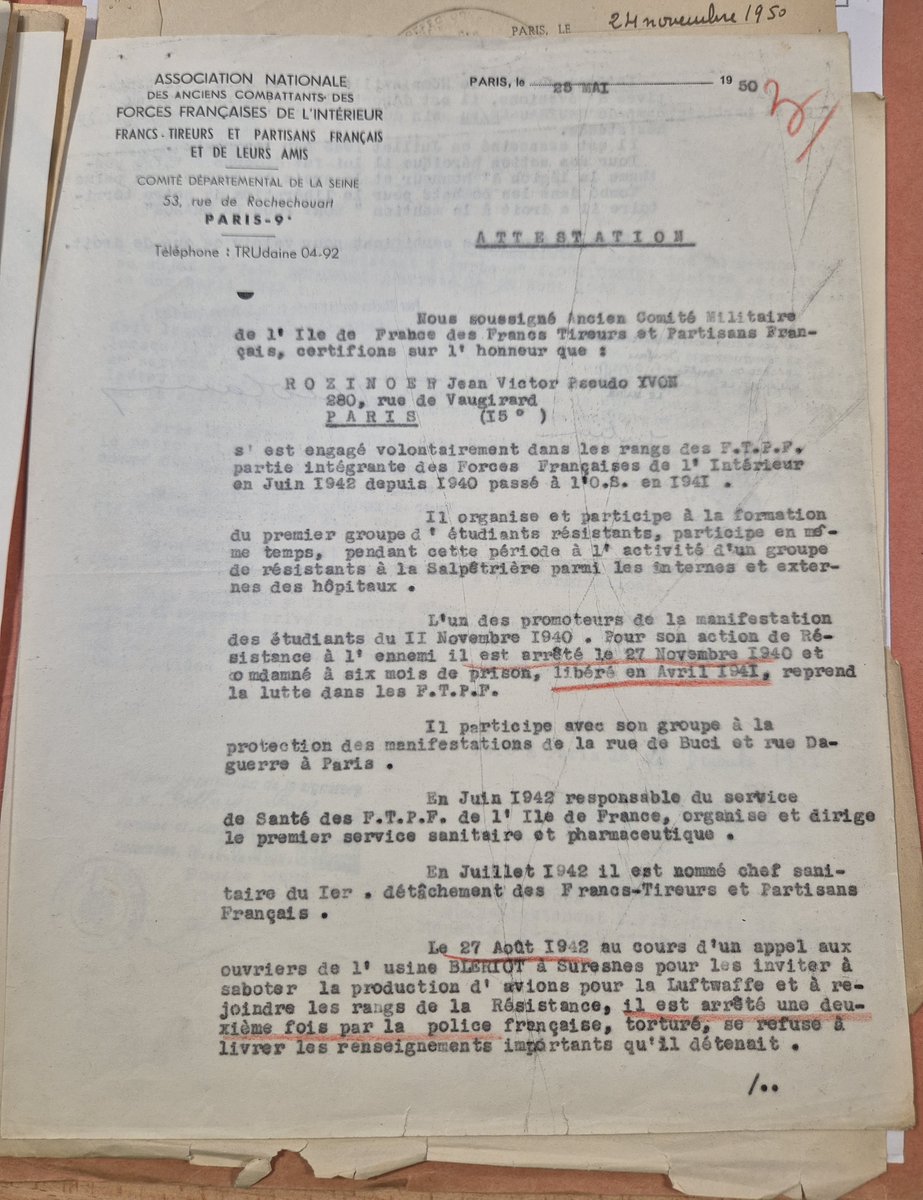 PARIS, LE 24 novembre 1950
ASSOCIATION NATIONALE
DES ANCIENS COMBATTANTS DES
FORCES FRANÇAISES DE L'INTÉRIEUR
FRANCS-TIREURS ET PARTISANS FRANÇAIS
ET DE LEURS AMIS
COMITÉ DÉPARTEMENTAL DE LA SEINE
53, rue de Rochechouart
PARIS-9e
Téléphone : TRUdaine 04-92
PARIS, le 25 MAI 1950
ATTESTATION
Nous soussigné Ancien Comité Militaire
de l' Ile de France des Francs Tireurs et Partisans Fran-
çais, certifions sur l' honneur que :
ROZINOER Jean Victor Pseudo YVON
280, rue de Vaugirard
PARIS (15° )
s' est engagé volontairement dans les rangs des F.T.P.F.
partie intégrante des Forces Françaises de l' Intérieur
en Juin I942 depuis I940 passé à l'O.S. en I94I .
Il organise et participe à la formation
du premier groupe d' étudiants résistants, participe en mê-
me temps, pendant cette période à l' activité d'un groupe
de résistants à la Salpêtrière parmi les internes et exter-
nes des hôpitaux .
L'un des promoteurs de la manifestation
des étudiants du II Novembre I940 . Pour son action de Ré-
sistance à l' ennemi il est arrêté le 27 Novembre I940 et
comdamné à six mois de prison, libéré en Avril I94I, reprend
la lutte dans les F.T.P.F.
Il participe avec son groupe à la
protection des manifestations de la rue de Buci et rue Da-
guerre à Paris .
En Juin I942 responsable du service
de Santé des F.T.P.F. de l' Ile de France, organise et dirige
le premier service sanitaire et pharmaceutique .
En Juillet I942 il est nommé chef sani-
taire du Ier . détâchement des Francs-Tireurs et Partisans
Français .
Le 27 Août I942 au cours d'un appel aux
ouvriers de l' usine BLERIOT à Suresnes pour les inviter à
saboter la production d' avions pour la Luftwaffe et à re-
joindre les rangs de la Résistance, il est arrêté une deu-
xième fois par la police française, torturé, se refuse à
livrer les renseignements importants qu'il détenait .
/..